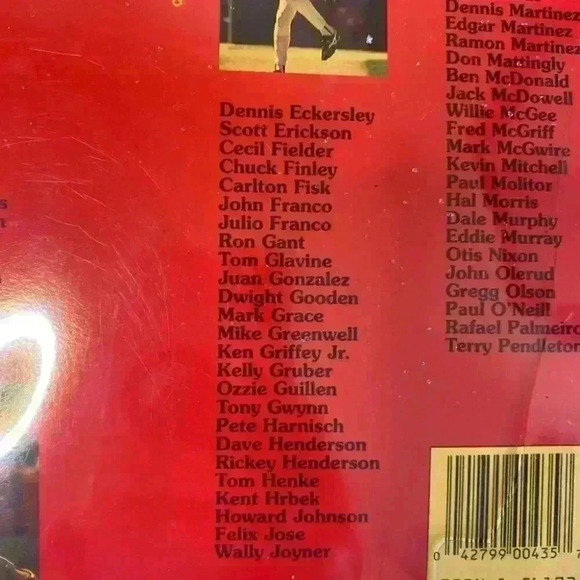 Dennis Eckersley
Scott Erickson
Cecil Fielder
Chuck Finley
Carlton Fisk
John Franco
Julio Franco
Ron Gant
Tom Glavine
Juan Gonzalez
Dwight Gooden
Mark Grace
Mike Greenwell
Ken Griffey Jr.
Kelly Gruber
Ozzie Guillen
Tony Gwynn
Pete Harnisch
Dave Henderson
Rickey Henderson
Tom Henke
Kent Hrbek
Howard Johnson
Felix Jose
Wally Joyner
Dennis Martinez
Edgar Martinez
Ramon Martinez
Don Mattingly
Ben McDonald
Jack McDowell
Willie McGee
Fred McGriff
Mark McGwire
Kevin Mitchell
Paul Molitor
Hal Morris
Dale Murphy
Eddie Murray
Otis Nixon
John Olerud
Gregg Olson
Paul O'Neill
Rafael Palmeiro
Terry Pendleton
0 42799 00435 7